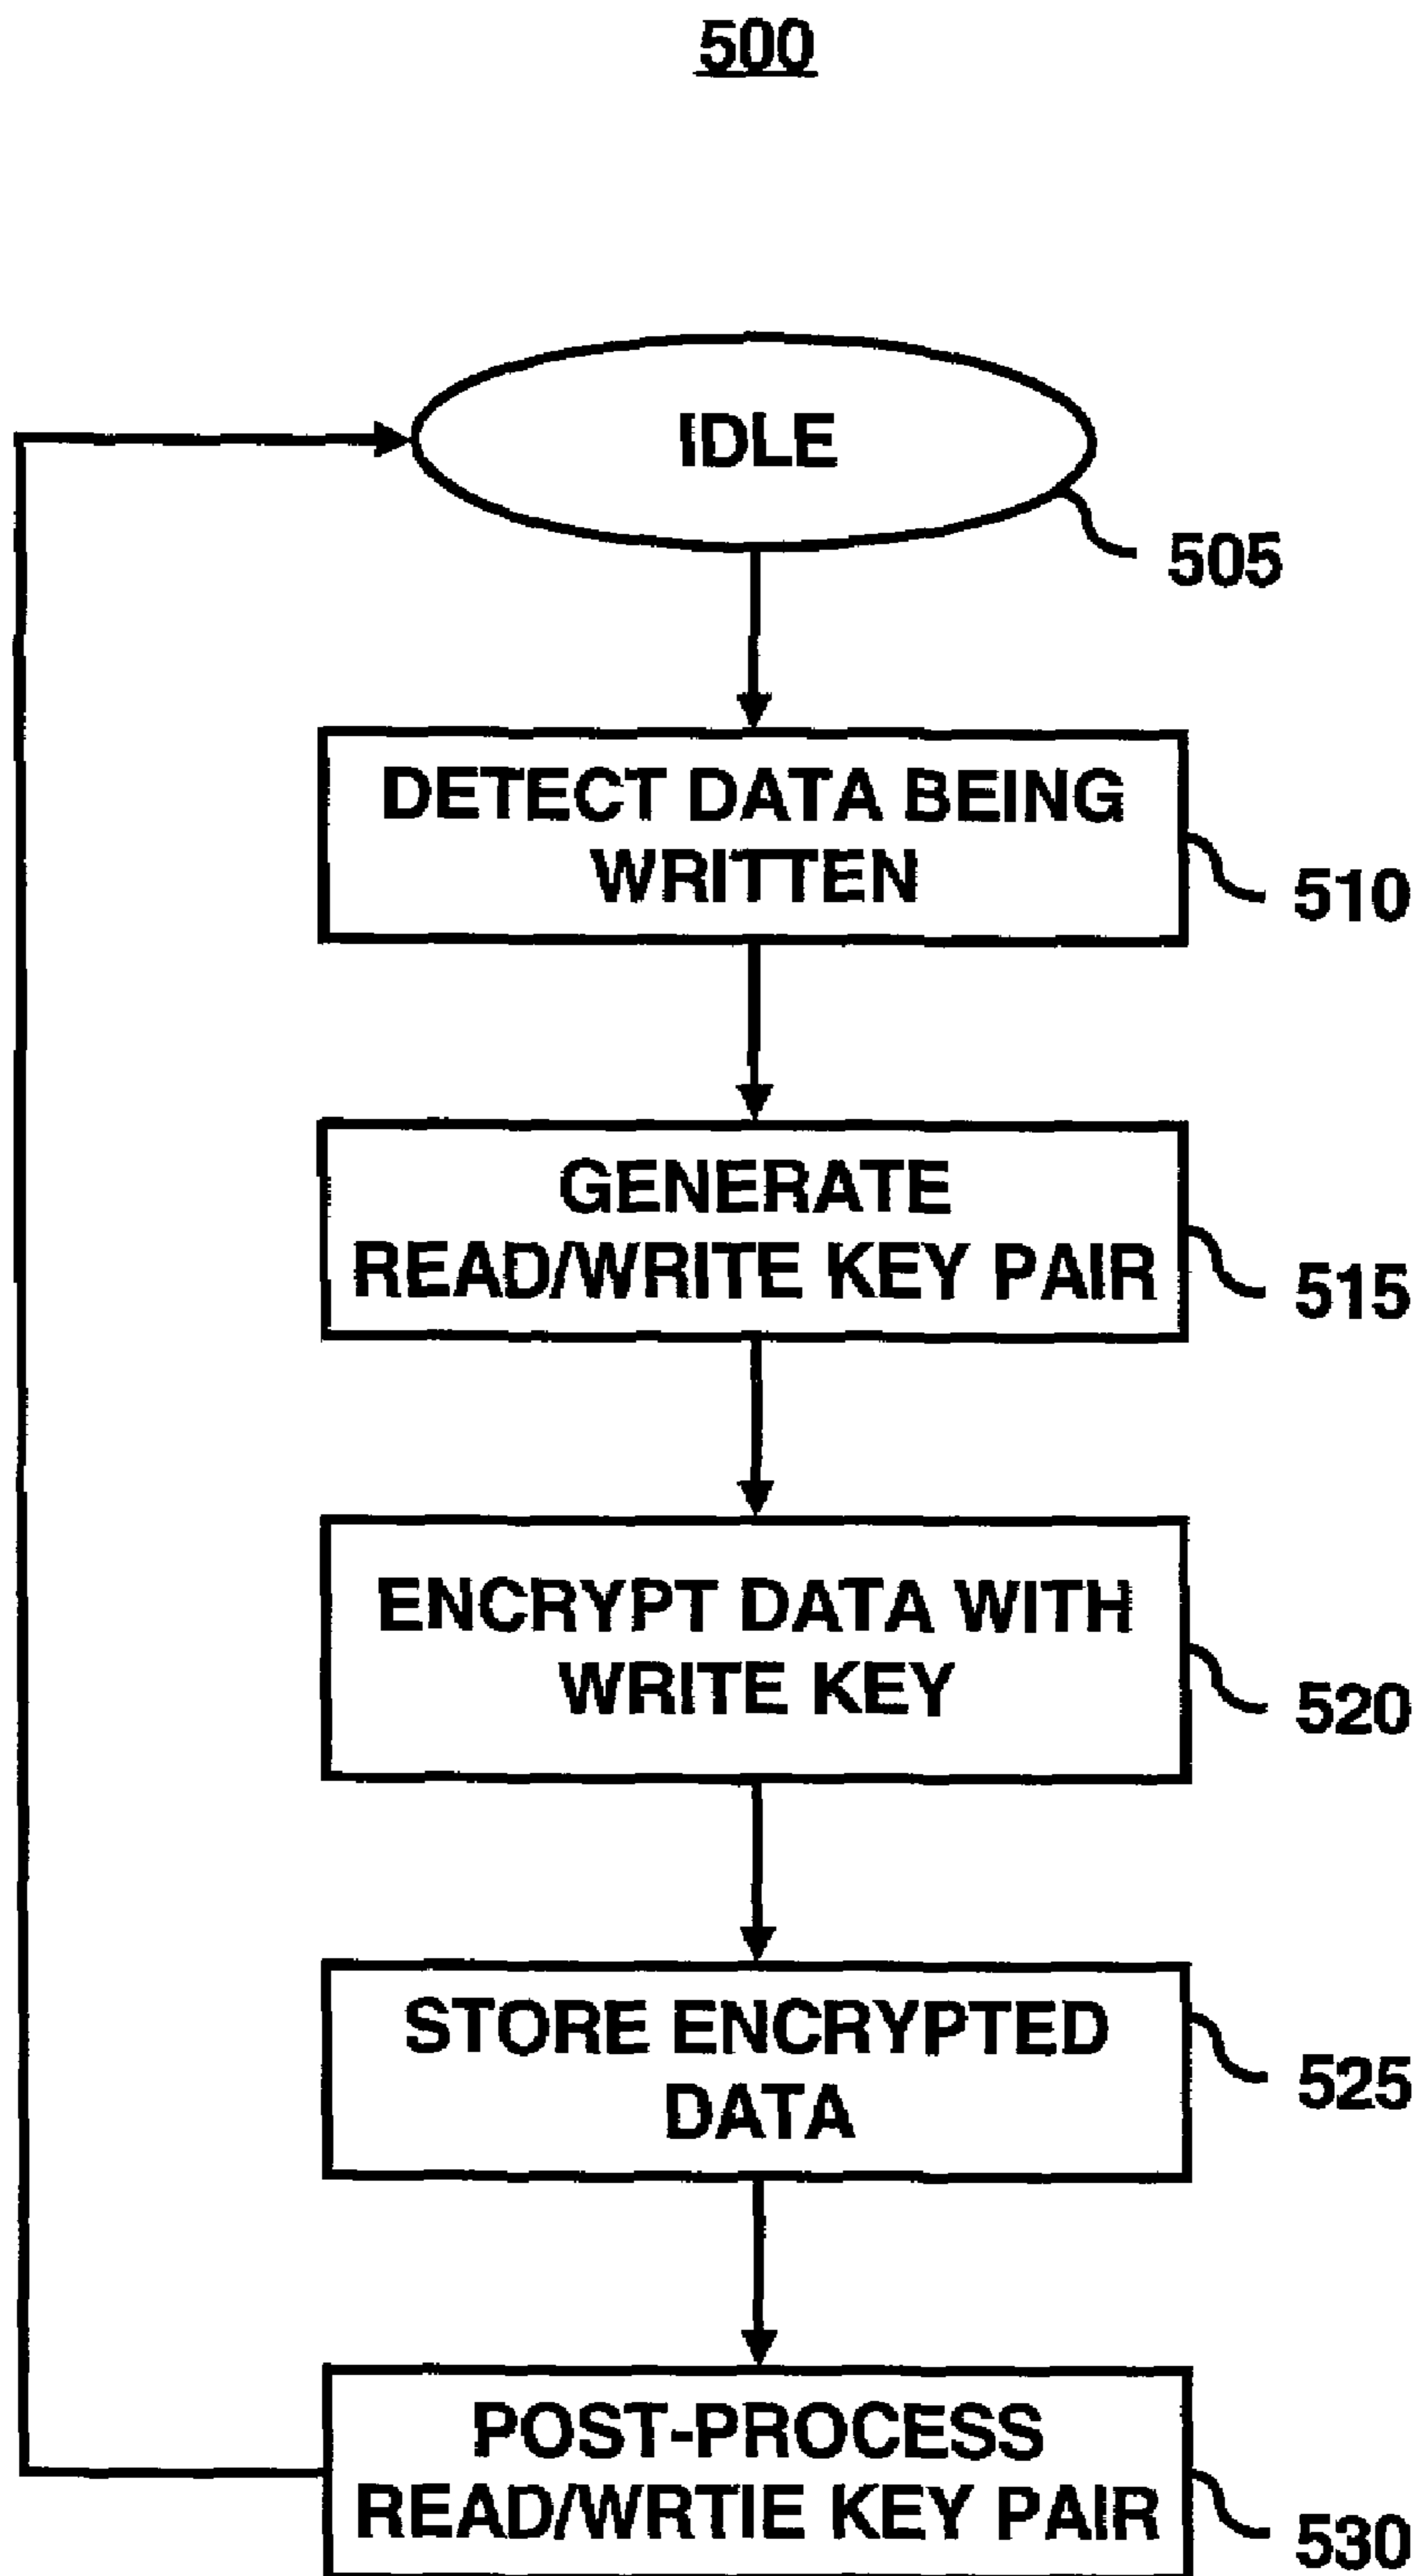 500
IDLE
505
DETECT DATA BEING
WRITTEN
510
GENERATE
READ/WRITE KEY PAIR
515
ENCRYPT DATA WITH
WRITE KEY
520
STORE ENCRYPTED
DATA
525
POST-PROCESS
READ/WRTIE KEY PAIR
530